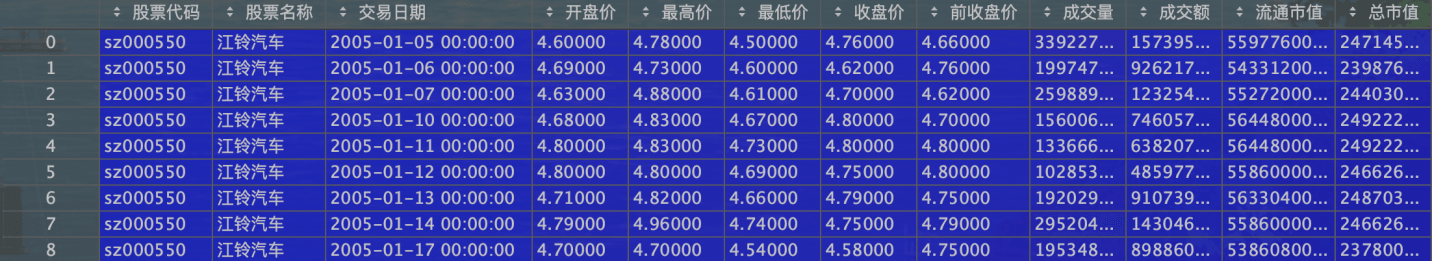 股票代码 股票名称 交易日期 开盘价 最高价 最低价 收盘价 前收盘价 成交量 成交额 流通市值 总市值
0 sz000550 江铃汽车 2005-01-05 00:00:00 4.60000 4.78000 4.50000 4.76000 4.66000 339227... 157395... 55977600... 247145...
1 sz000550 江铃汽车 2005-01-06 00:00:00 4.69000 4.73000 4.60000 4.62000 4.76000 199747... 926217... 54331200... 239876...
2 sz000550 江铃汽车 2005-01-07 00:00:00 4.63000 4.88000 4.61000 4.70000 4.62000 259889... 123254... 55272000... 244030...
3 sz000550 江铃汽车 2005-01-10 00:00:00 4.68000 4.83000 4.67000 4.80000 4.70000 156006... 746057... 56448000... 249222...
4 sz000550 江铃汽车 2005-01-11 00:00:00 4.80000 4.83000 4.73000 4.80000 4.80000 133666... 638207... 56448000... 249222...
5 sz000550 江铃汽车 2005-01-12 00:00:00 4.80000 4.80000 4.69000 4.75000 4.80000 102853... 485977... 55860000... 246626...
6 sz000550 江铃汽车 2005-01-13 00:00:00 4.71000 4.82000 4.66000 4.79000 4.75000 192029... 910739... 56330400... 248703...
7 sz000550 江铃汽车 2005-01-14 00:00:00 4.79000 4.96000 4.74000 4.75000 4.79000 295204... 143046... 55860000... 246626...
8 sz000550 江铃汽车 2005-01-17 00:00:00 4.70000 4.70000 4.54000 4.58000 4.75000 195348... 898860... 53860800... 237800...